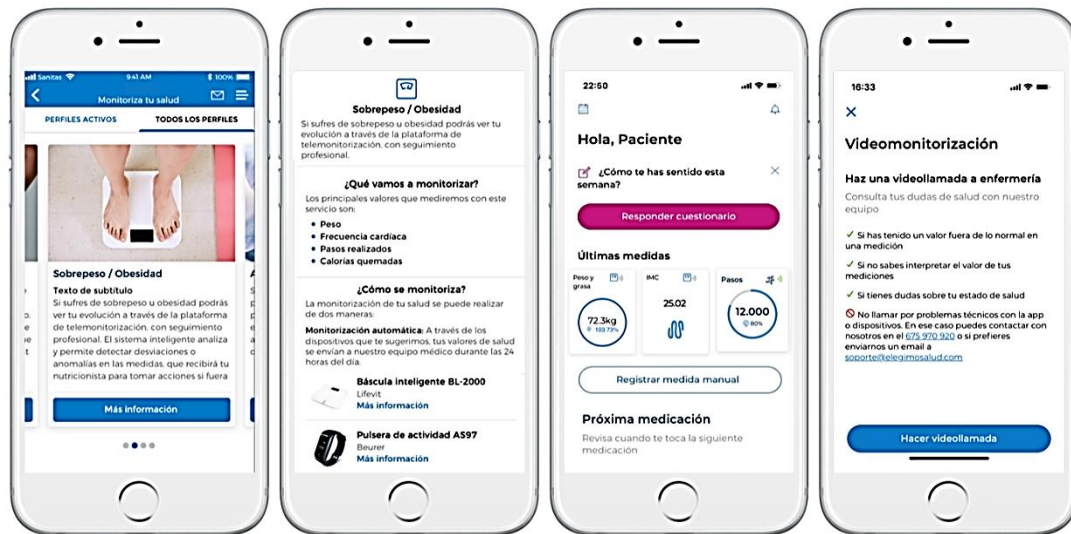 Sanitas 9:41 AM 100%
Monitoriza tu salud
PERFILES ACTIVOS TODOS LOS PERFILES
Sobrepeso / Obesidad
Texto de subtítulo
Si sufres de sobrepeso u obesidad podrás
ver tu evolución a través de la plataforma
de telemonitorización, con seguimiento
profesional. El sistema inteligente analiza
y permite detectar desviaciones o
anomalías en las medidas, que recibirá tu
nutricionista para tomar acciones si fuera
Más información
Sobrepeso / Obesidad
Si sufres de sobrepeso u obesidad podrás ver tu
evolución a través de la plataforma de
telemonitorización, con seguimiento
profesional.
¿Qué vamos a monitorizar?
Los principales valores que mediremos con este
servicio son:
• Peso
• Frecuencia cardíaca
• Pasos realizados
• Calorías quemadas
¿Cómo se monitoriza?
La monitorización de tu salud se puede realizar
de dos maneras:
Monitorización automática: A través de los
dispositivos que te sugerimos, tus valores de salud
se envían a nuestro equipo médico durante las 24
horas del día.
Báscula inteligente BL-2000
Lifevit
Más información
Pulsera de actividad AS97
Beurer
Más información
22:50
Hola, Paciente
¿Cómo te has sentido esta
semana?
Responder cuestionario
Últimas medidas
Peso y
grasa
72.3kg
103.73%
IMC
25.02
Pasos
12.000
80%
Registrar medida manual
Próxima medicación
Revisa cuando te toca la siguiente
medicación
16:33
Videomonitorización
Haz una videollamada a enfermería
Consulta tus dudas de salud con nuestro
equipo
Si has tenido un valor fuera de lo normal en
una medición
Si no sabes interpretar el valor de tus
mediciones
Si tienes dudas sobre tu estado de salud
No llamar por problemas técnicos con la app
o dispositivos. En ese caso puedes contactar con
nosotros en el 675 970 920 o si prefieres
enviarnos un email a
soporte@elegimosalud.com
Hacer videollamada